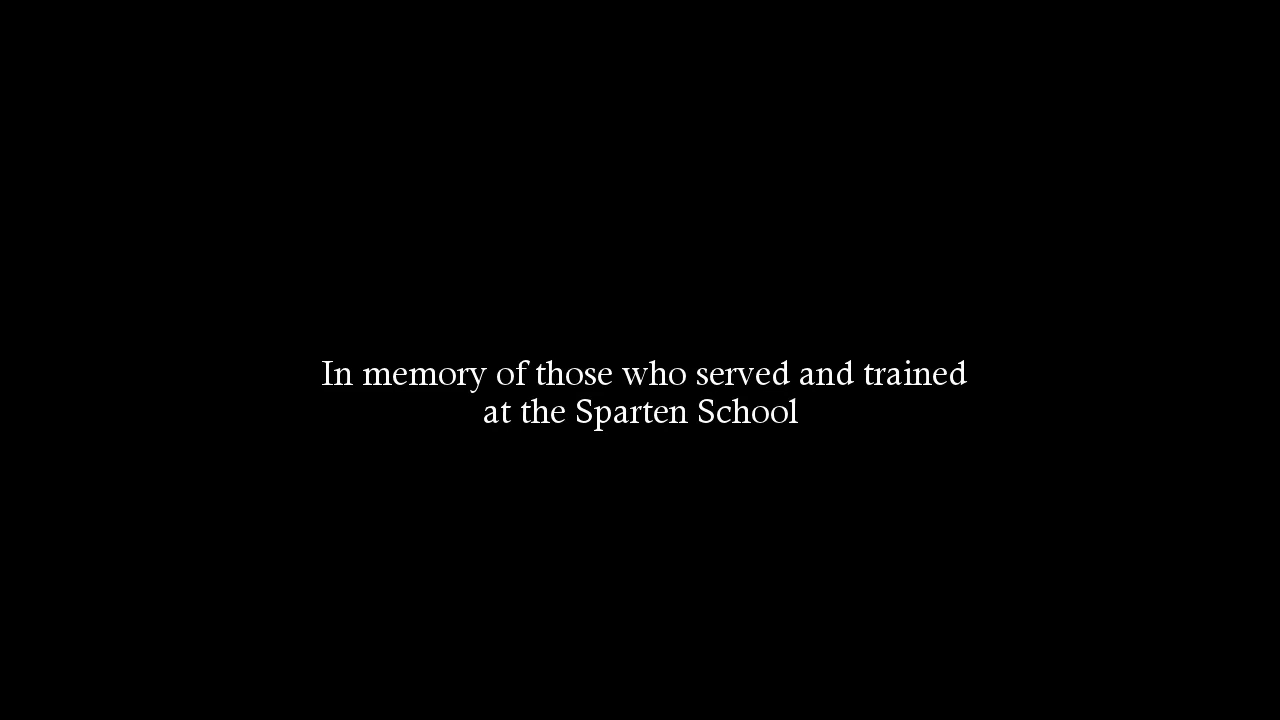 In memory of those who served and trained
at the Sparten School